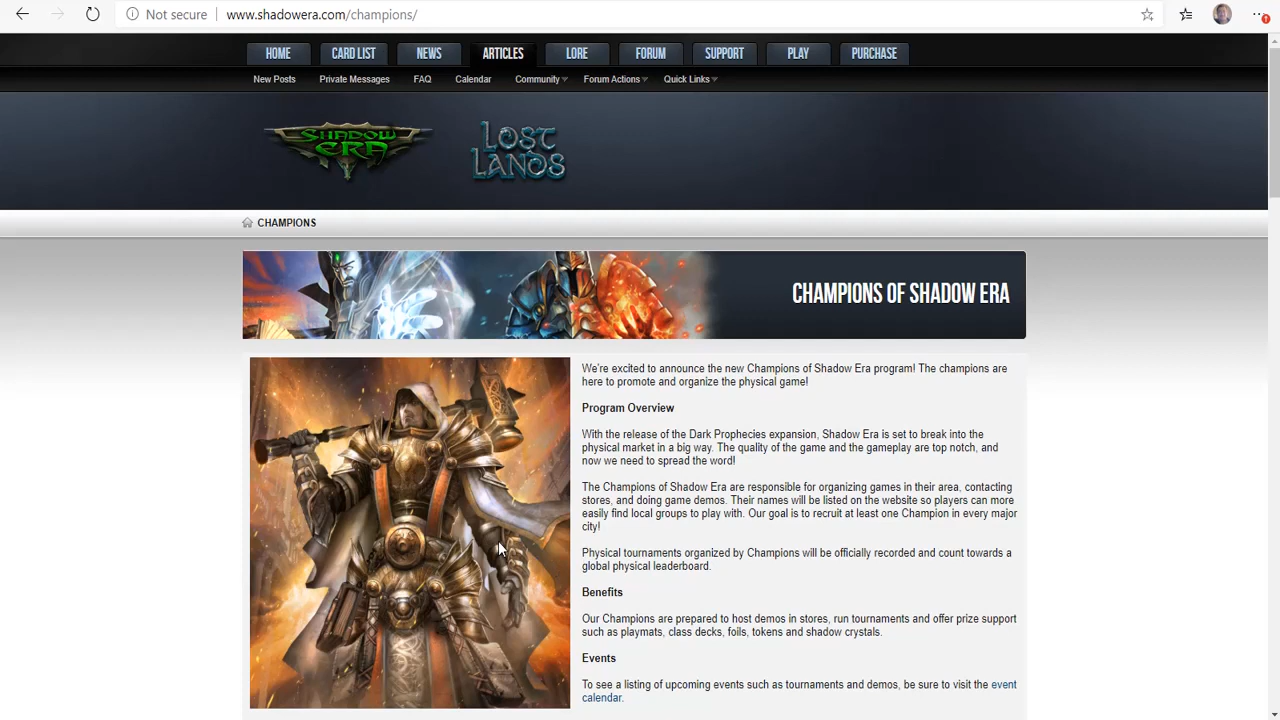 Not secure www.shadowera.com/champions/
HOME CARD LIST NEWS ARTICLES LORE FORUM SUPPORT PLAY PURCHASE
New Posts Private Messages FAQ Calendar Community Forum Actions Quick Links
SHADOW ERA
LOST LANDS
CHAMPIONS
CHAMPIONS OF SHADOW ERA
We're excited to announce the new Champions of Shadow Era program! The champions are
here to promote and organize the physical game!
Program Overview
With the release of the Dark Prophecies expansion, Shadow Era is set to break into the
physical market in a big way. The quality of the game and the gameplay are top notch, and
now we need to spread the word!
The Champions of Shadow Era are responsible for organizing games in their area, contacting
stores, and doing game demos. Their names will be listed on the website so players can more
easily find local groups to play with. Our goal is to recruit at least one Champion in every major
city!
Physical tournaments organized by Champions will be officially recorded and count towards a
global physical leaderboard.
Benefits
Our Champions are prepared to host demos in stores, run tournaments and offer prize support
such as playmats, class decks, foils, tokens and shadow crystals.
Events
To see a listing of upcoming events such as tournaments and demos, be sure to visit the event
calendar.